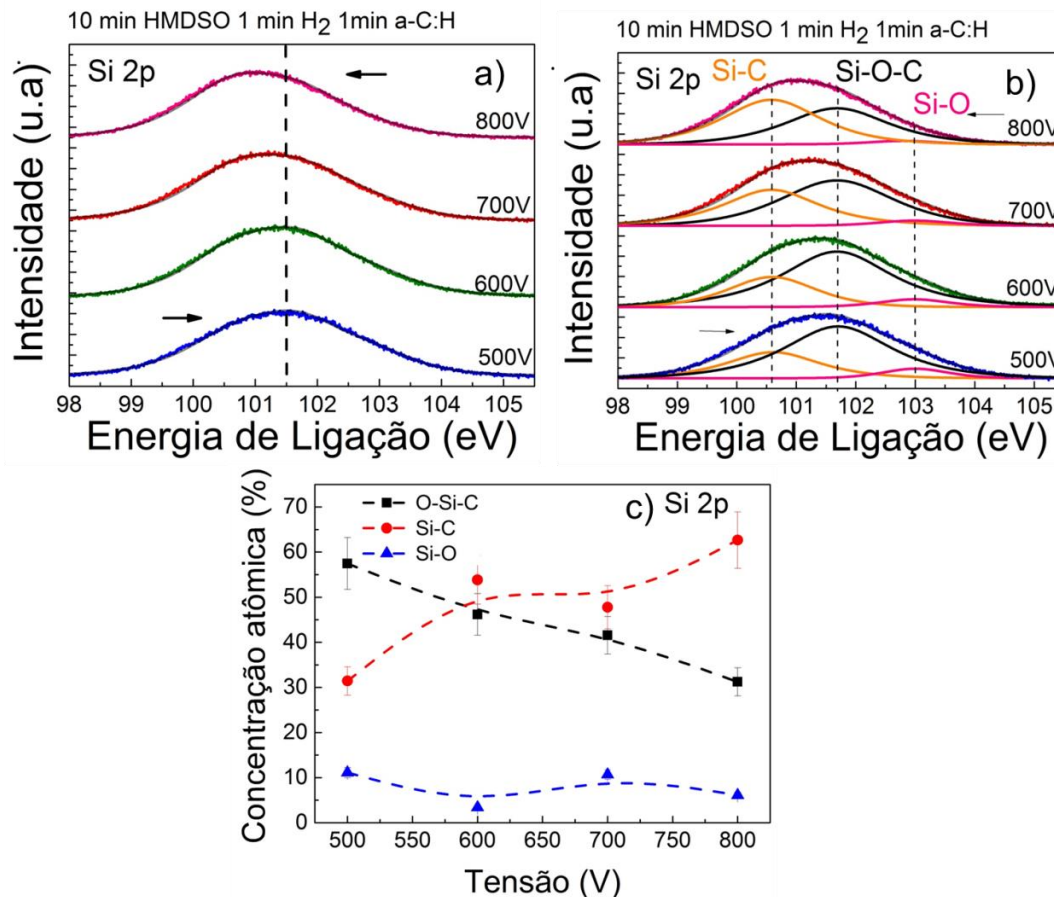 10 min HMDSO 1 min H₂ 1min a-C:H
Si 2p
a)
800V
700V
600V
500V
98 99 100 101 102 103 104 105
Energia de Ligação (eV)
Intensidade (u.a)
10 min HMDSO 1 min H₂ 1min a-C:H
Si 2p
Si-C
Si-O-C
b)
Si-O
800V
700V
600V
500V
98 99 100 101 102 103 104 105
Energia de Ligação (eV)
Intensidade (u.a)
O-Si-C
Si-C
Si-O
c) Si 2p
70
60
50
40
30
20
10
0
500 550 600 650 700 750 800
Tensão (V)
Concentração atômica (%)